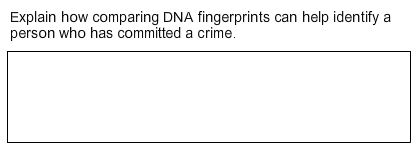 Explain how comparing DNA fingerprints can help identify a
person who has committed a crime.